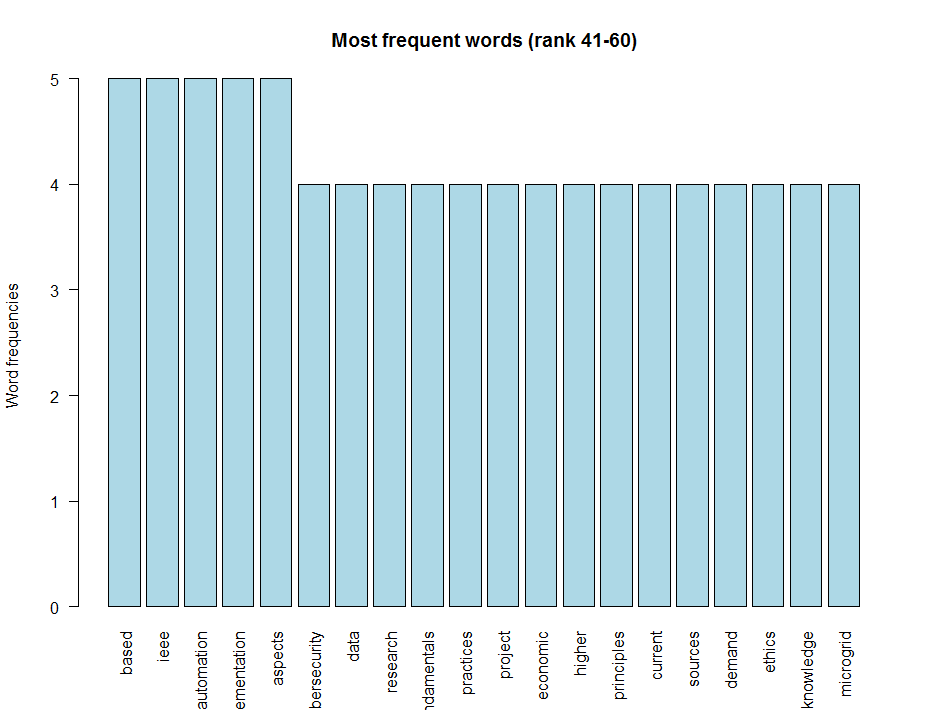 Most frequent words (rank 41-60)
Word frequencies
5
4
3
2
1
0
based
ieee
automation
ementation
aspects
bersecurity
data
research
ndamentals
practices
project
economic
higher
principles
current
sources
demand
ethics
knowledge
microgrid